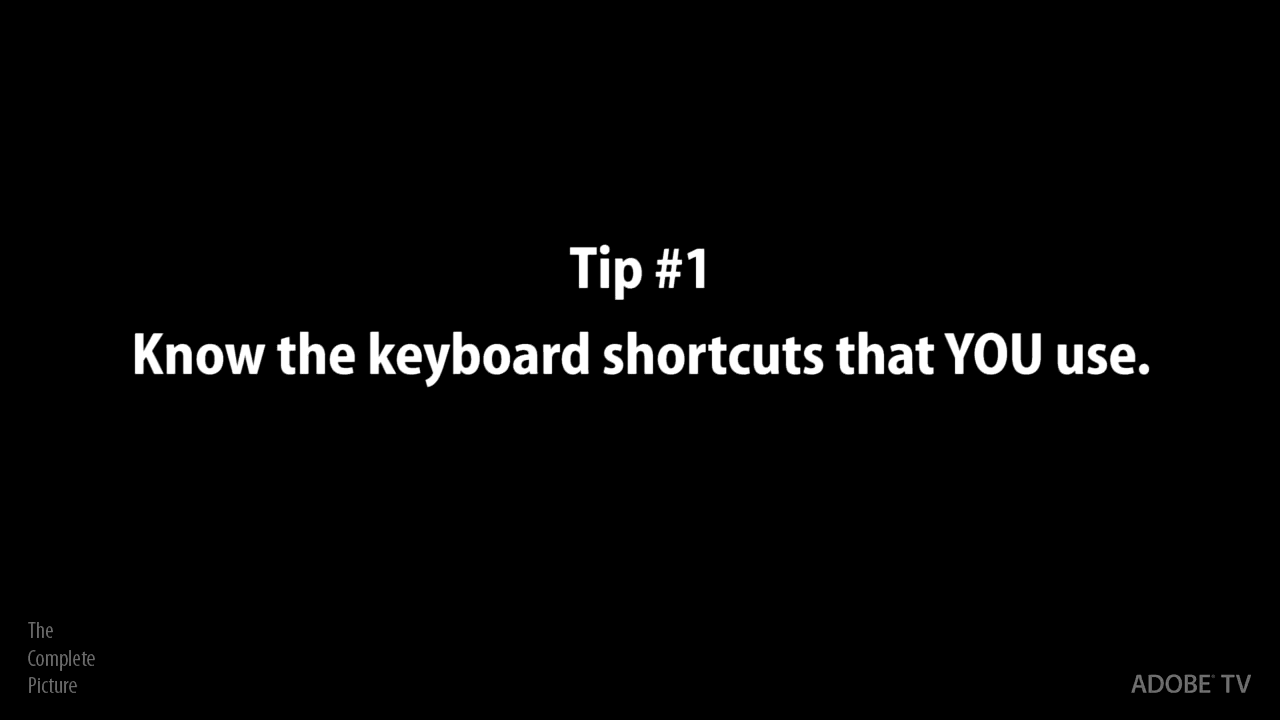 Tip #1
Know the keyboard shortcuts that YOU use.
The
Complete
Picture
ADOBE® TV